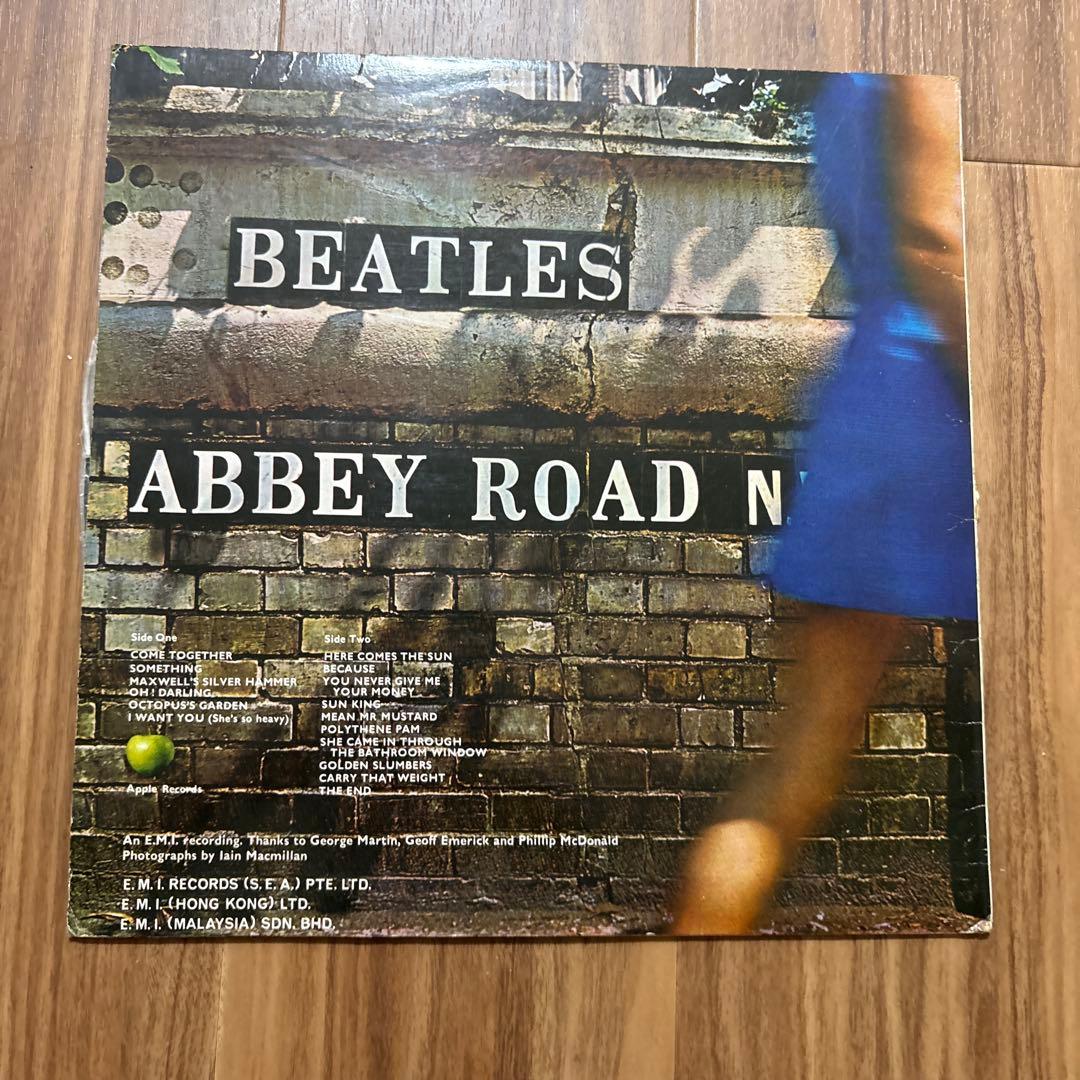 BEATLES
ABBEY ROAD N
Side One
COME TOGETHER
SOMETHING
MAXWELL'S SILVER HAMMER
OH! DARLING
OCTOPUS'S GARDEN
I WANT YOU (She's so heavy)
Apple Records
Side Two
HERE COMES THE SUN
BECAUSE
YOU NEVER GIVE ME
YOUR MONEY
SUN KING
MEAN MR MUSTARD
POLYTHENE PAM
SHE CAME IN THROUGH
THE BATHROOM WINDOW
GOLDEN SLUMBERS
CARRY THAT WEIGHT
THE END
An E.M.I. recording. Thanks to George Martin, Geoff Emerick and Phillip McDonald
Photographs by Iain Macmillan
E. M. I. RECORDS (S. E. A.) PTE. LTD.
E. M. I. (HONG KONG) LTD.
E. M. I. (MALAYSIA) SDN. BHD.